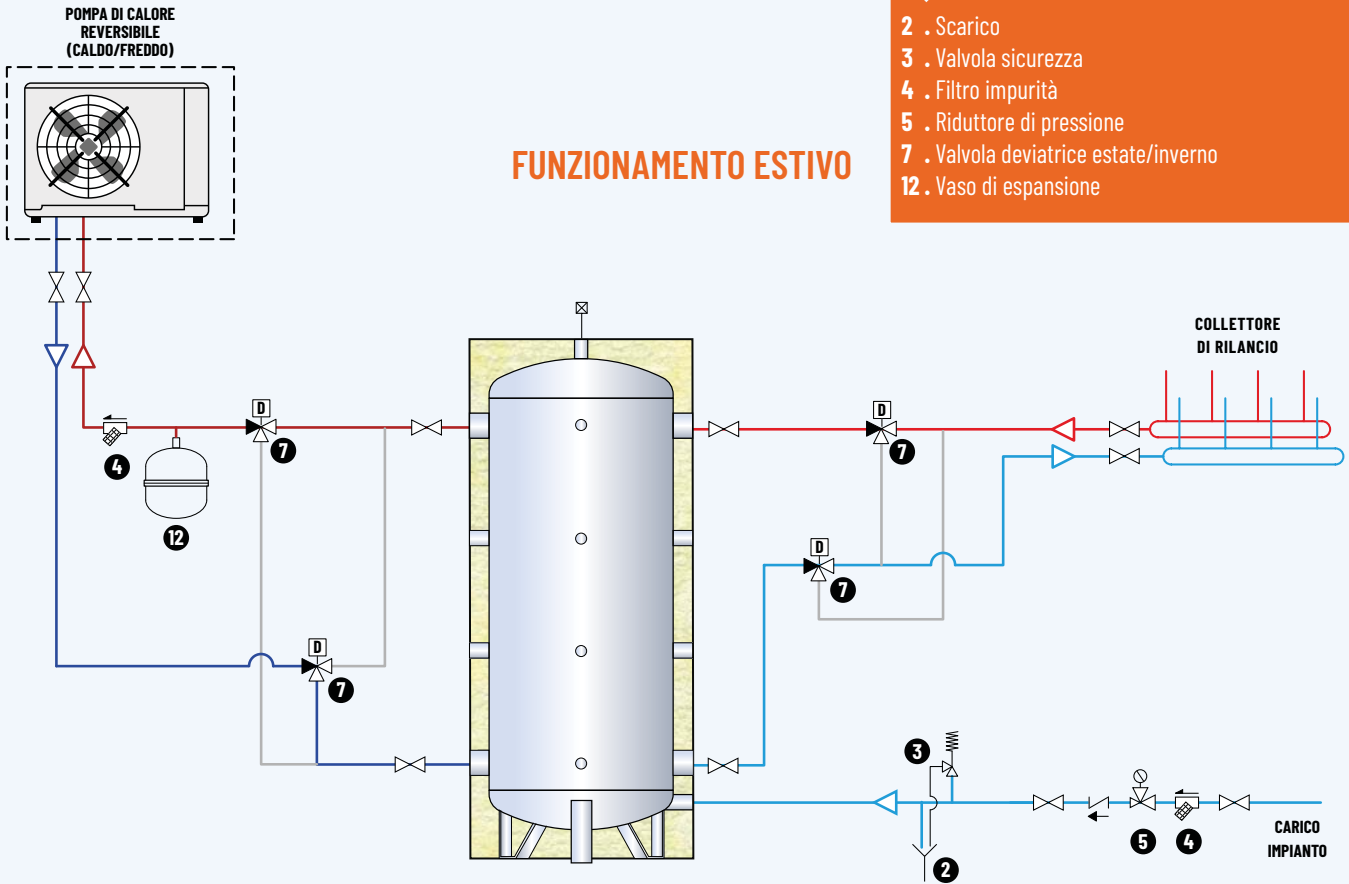 POMPA DI CALORE
REVERSIBILE
(CALDO/FREDDO)
2 . Scarico
3 . Valvola sicurezza
4 . Filtro impurità
5 . Riduttore di pressione
7 . Valvola deviatrice estate/inverno
12 . Vaso di espansione
FUNZIONAMENTO ESTIVO
COLLETTORE
DI RILANCIO
D
7
4
12
D
7
D
7
D
7
3
5
4
2
CARICO
IMPIANTO